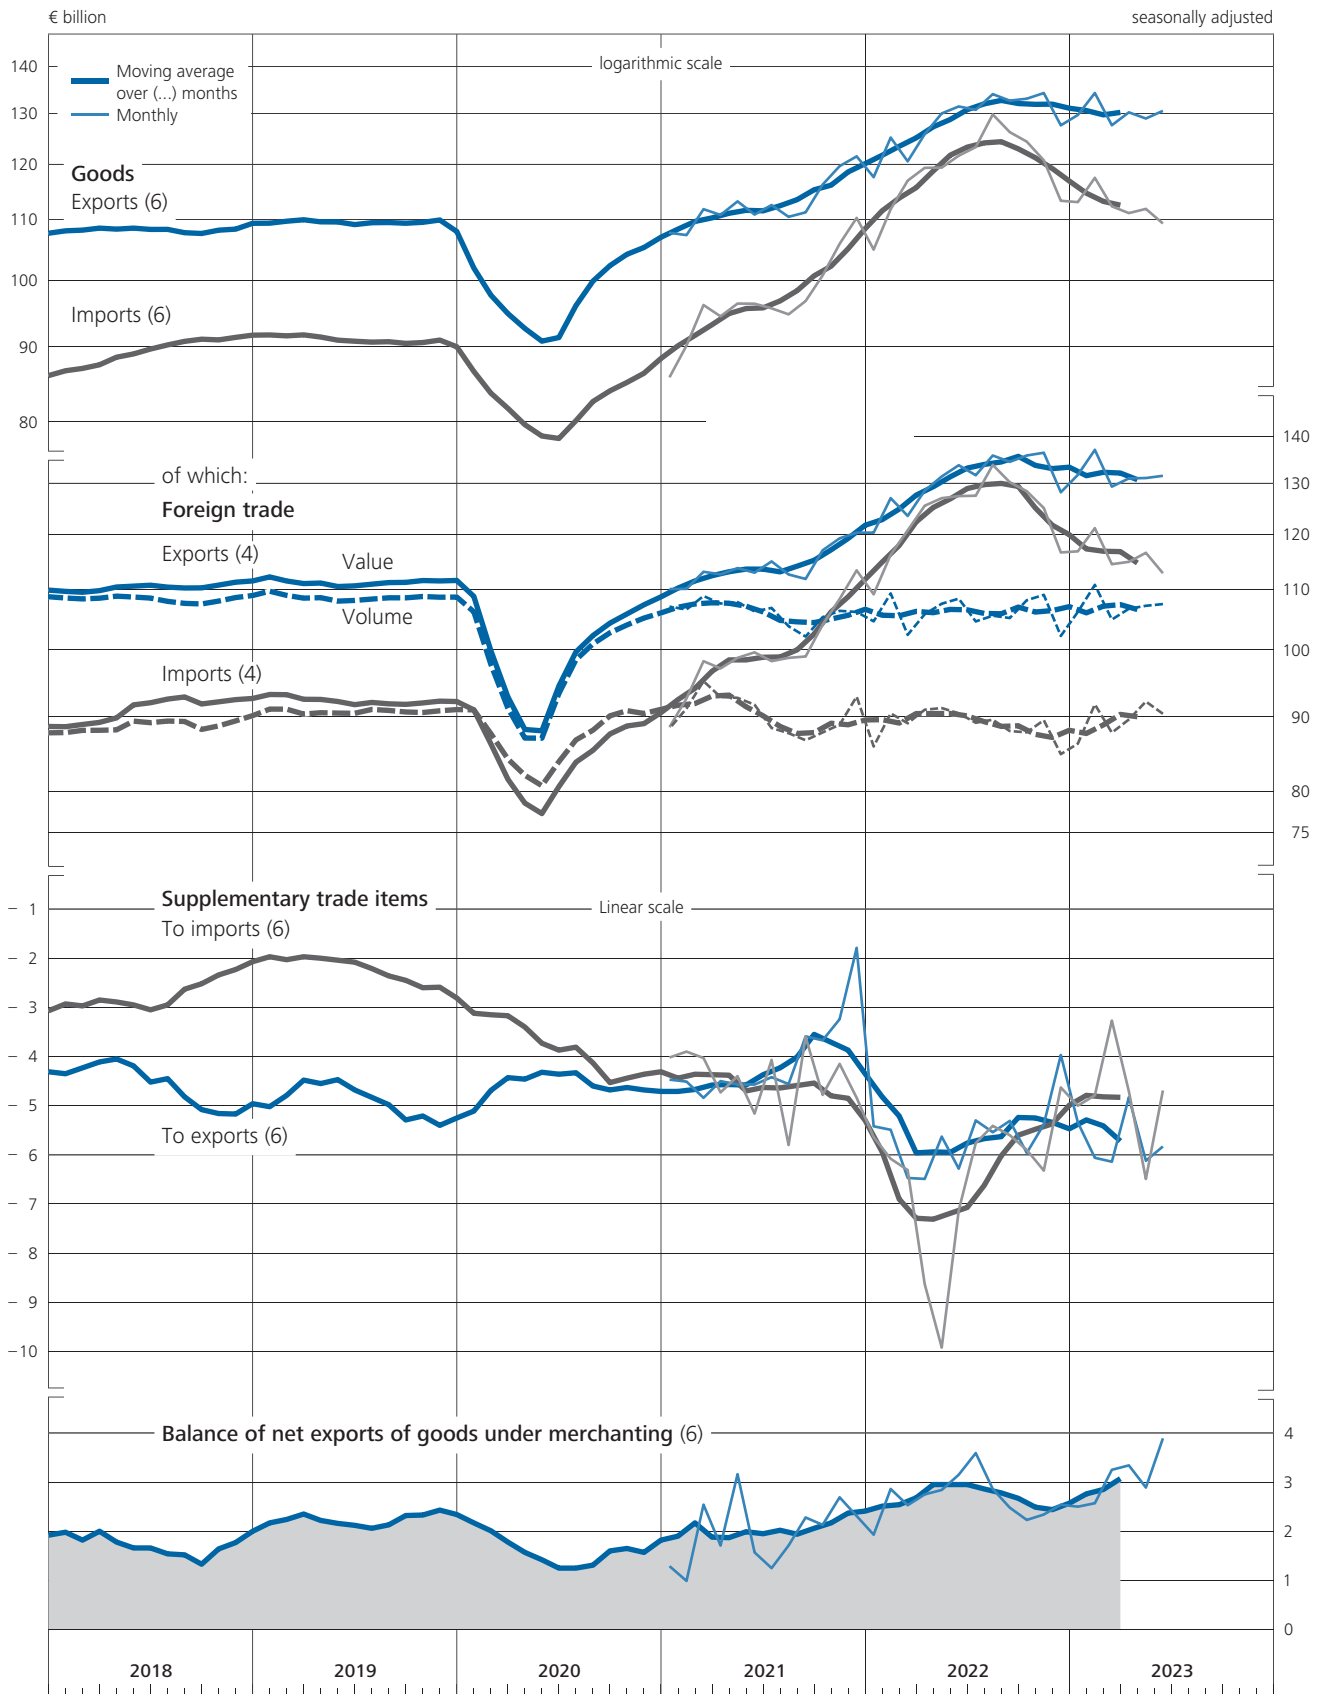 € billion
seasonally adjusted
140
130
120
110
100
90
80
logarithmic scale
Moving average
over (...) months
Monthly
Goods
Exports (6)
Imports (6)
of which:
Foreign trade
Exports (4)
Value
Volume
Imports (4)
140
130
120
110
100
90
80
75
Supplementary trade items
To imports (6)
Linear scale
To exports (6)
– 1
– 2
– 3
– 4
– 5
– 6
– 7
– 8
– 9
–10
Balance of net exports of goods under merchanting (6)
4
3
2
1
0
2018 2019 2020 2021 2022 2023